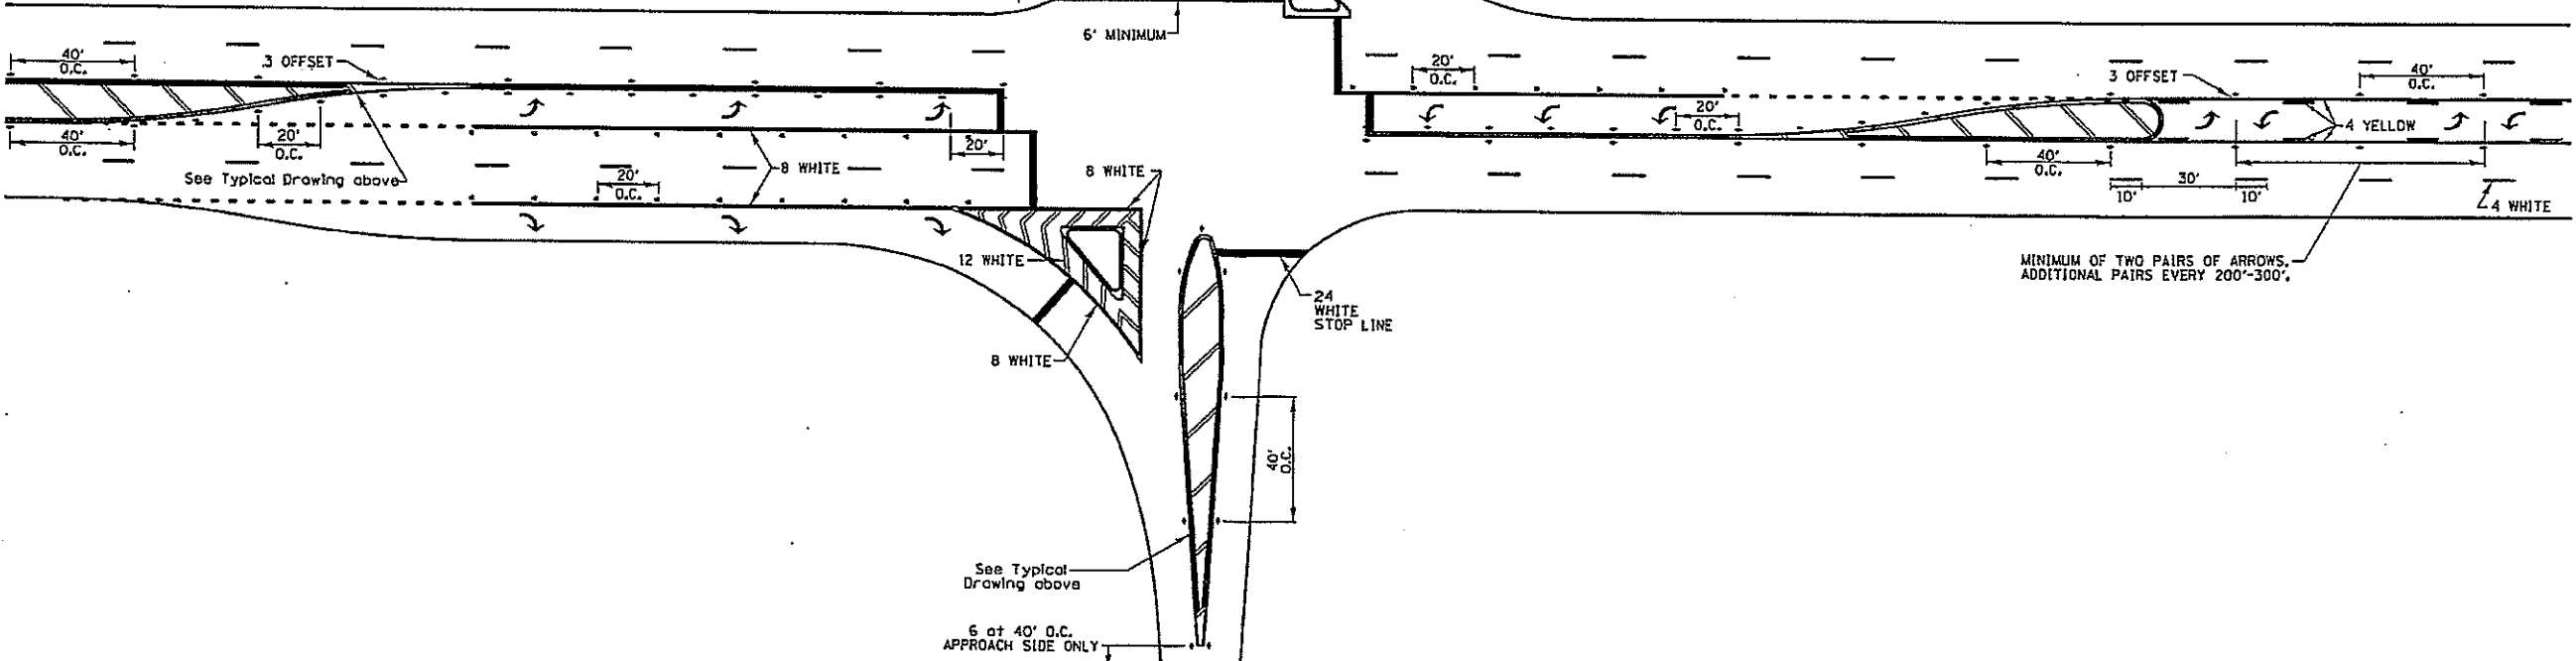 6' MINIMUM
40'
O.C.
3 OFFSET
20'
O.C.
3 OFFSET
40'
O.C.
40'
O.C.
20'
O.C.
See Typical Drawing above
20'
O.C.
8 WHITE
20'
8 WHITE
20'
O.C.
4 YELLOW
40'
O.C.
10'
30'
10'
4 WHITE
12 WHITE
8 WHITE
24
WHITE
STOP LINE
MINIMUM OF TWO PAIRS OF ARROWS.
ADDITIONAL PAIRS EVERY 200'-300'.
40'
O.C.
See Typical
Drawing above
6 at 40' O.C.
APPROACH SIDE ONLY